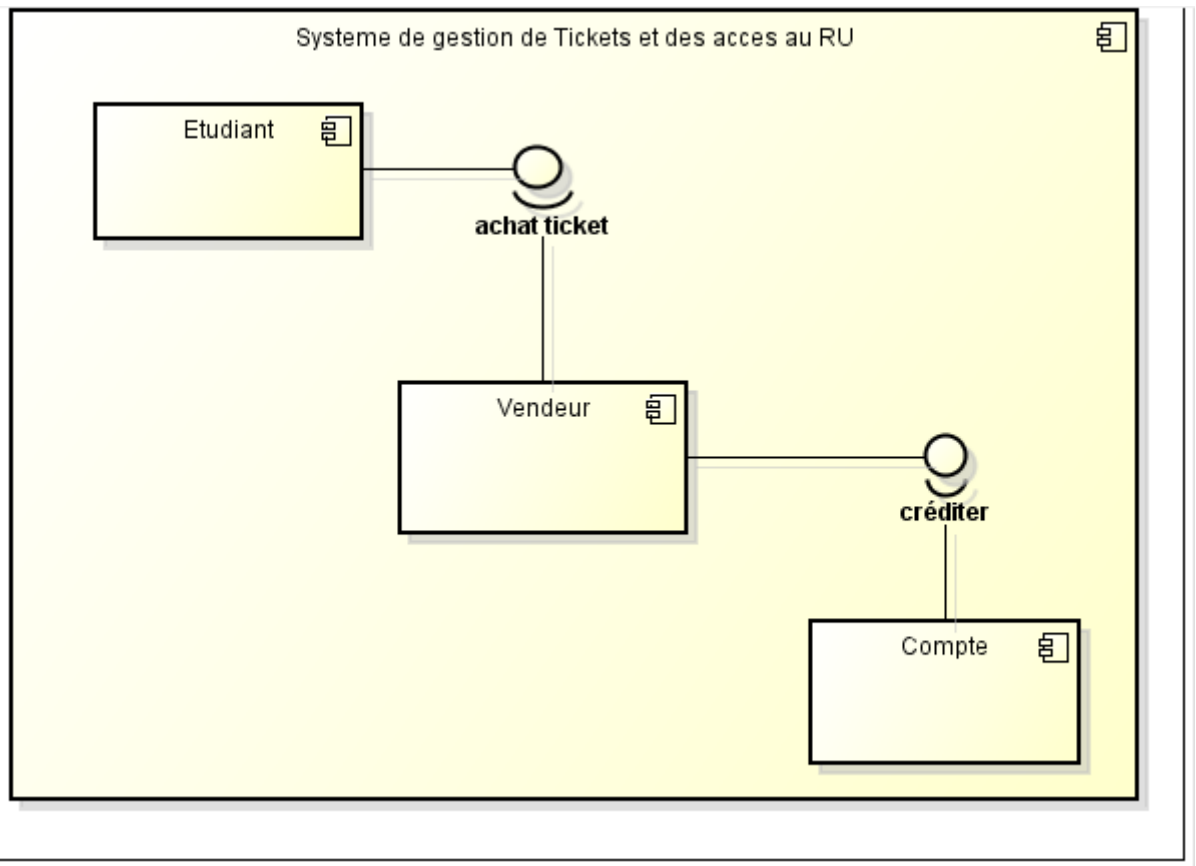 Systeme de gestion de Tickets et des acces au RU
Etudiant
achat ticket
Vendeur
créditer
Compte